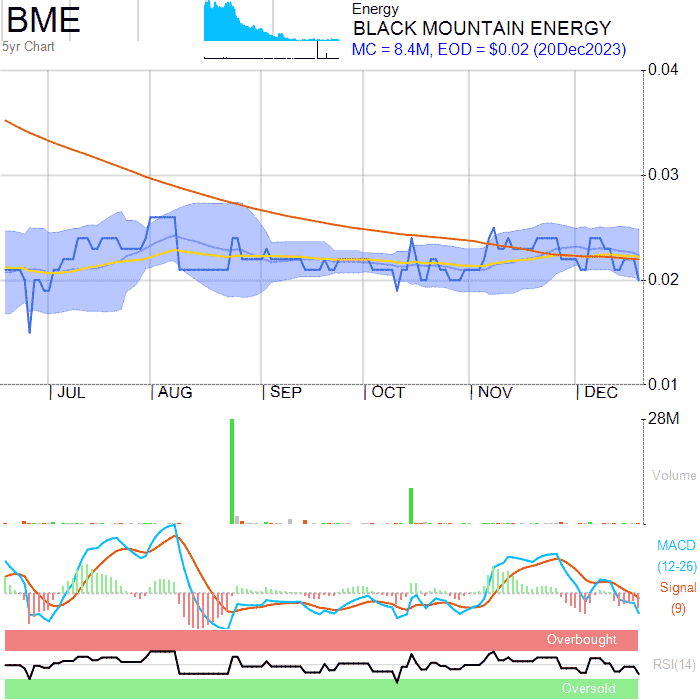 BME
5yr Chart
Energy
BLACK MOUNTAIN ENERGY
MC = 8.4M, EOD = $0.02 (20Dec2023)
0.04
0.03
0.02
0.01
JUL AUG SEP OCT NOV DEC
28M
Volume
MACD
(12-26)
Signal
(9)
Overbought
RSI(14)
Oversold